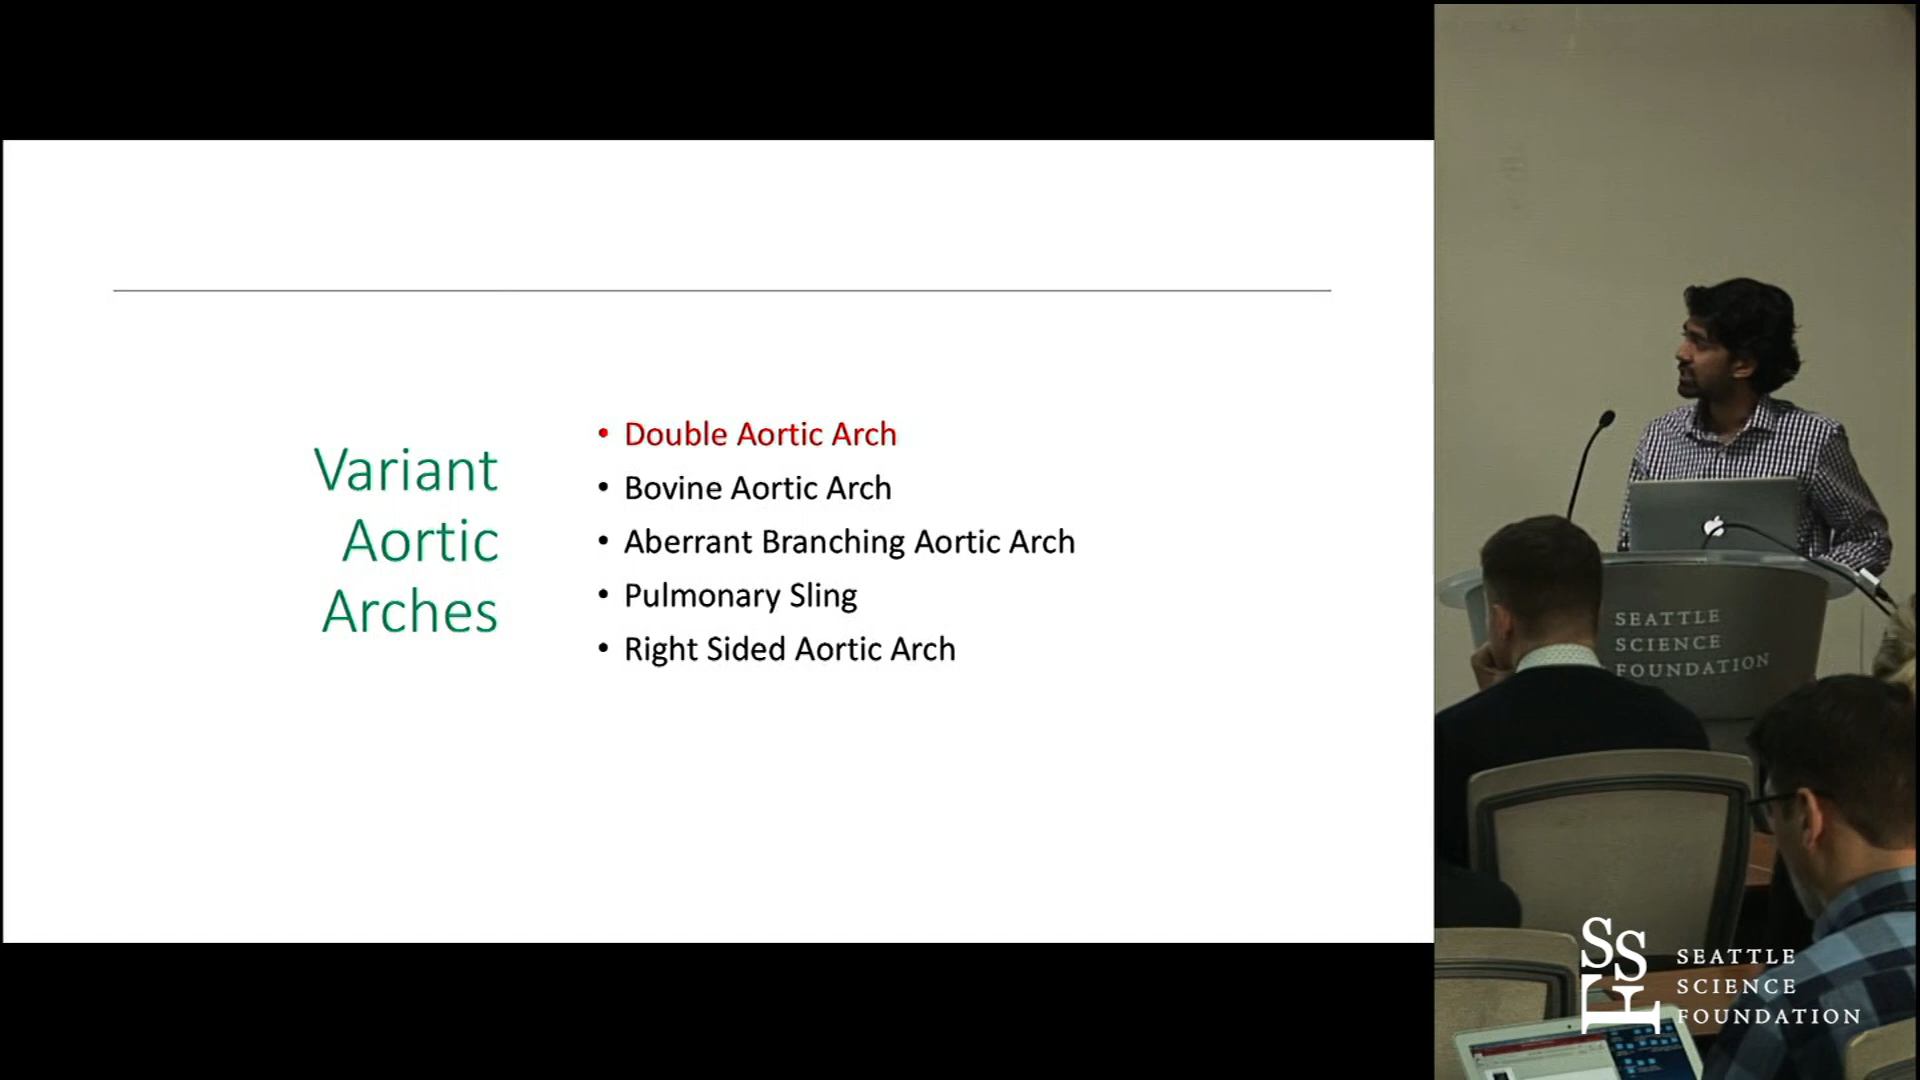 Variant
Aortic
Arches
• Double Aortic Arch
• Bovine Aortic Arch
• Aberrant Branching Aortic Arch
• Pulmonary Sling
• Right Sided Aortic Arch
SEATTLE
SCIENCE
FOUNDATION
SSF
SEATTLE
SCIENCE
FOUNDATION